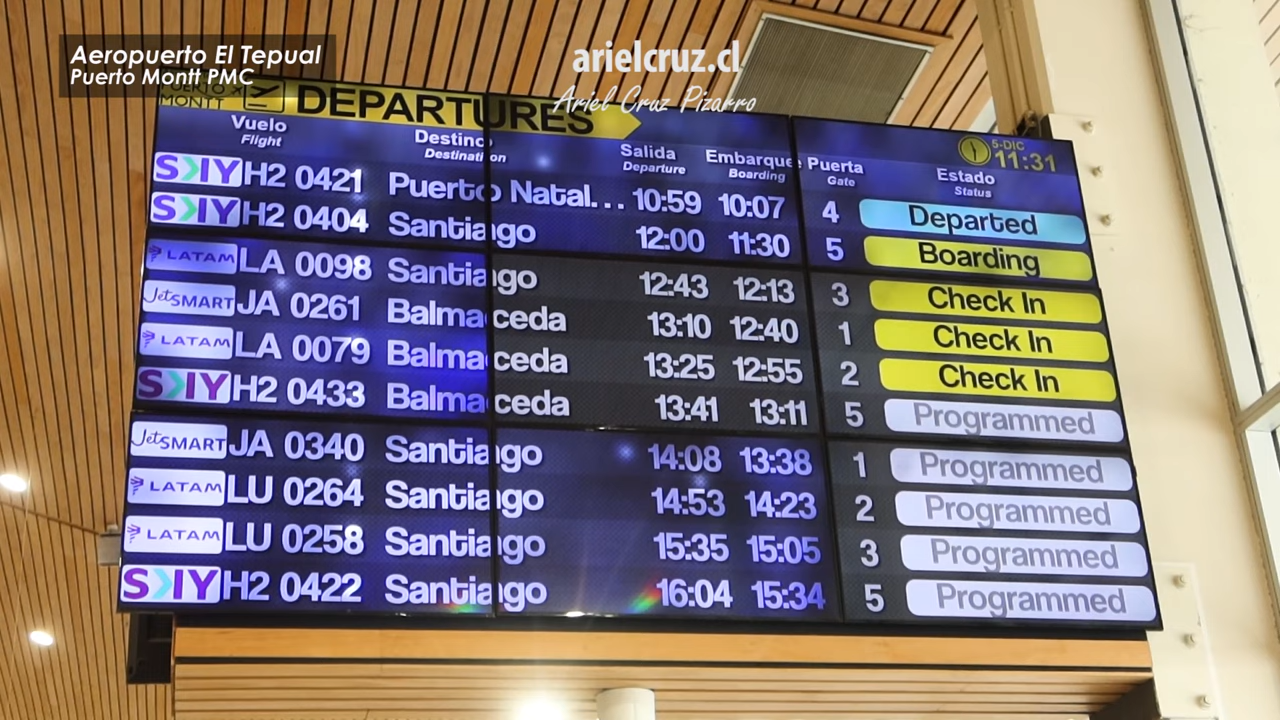 Aeropuerto El Tepual
Puerto Montt PMC
arielcruz.cl
Ariel Cruz Pizarro
PUERTO MONTT DEPARTURES
5-DIC 11:31
Vuelo Destino Salida Embarque Puerta Estado
Flight Destination Departure Boarding Gate Status
SKY H2 0421 Puerto Natal... 10:59 10:07 4 Departed
SKY H2 0404 Santiago 12:00 11:30 5 Boarding
LATAM LA 0098 Santiago 12:43 12:13 3 Check In
JetSMART JA 0261 Balmaceda 13:10 12:40 1 Check In
LATAM LA 0079 Balmaceda 13:25 12:55 2 Check In
SKY H2 0433 Balmaceda 13:41 13:11 5 Programmed
JetSMART JA 0340 Santiago 14:08 13:38 1 Programmed
LATAM LU 0264 Santiago 14:53 14:23 2 Programmed
LATAM LU 0258 Santiago 15:35 15:05 3 Programmed
SKY H2 0422 Santiago 16:04 15:34 5 Programmed